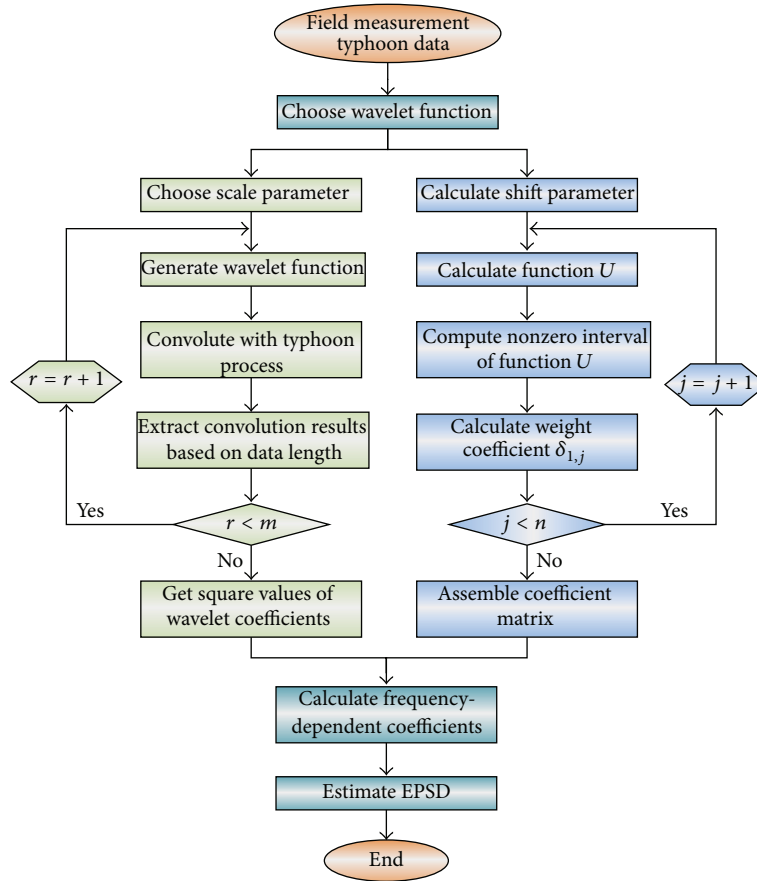 Field measurement
typhoon data
Choose wavelet function
Choose scale parameter
Calculate shift parameter
Generate wavelet function
Calculate function U
Convolute with typhoon
process
Compute nonzero interval
of function U
r = r + 1
j = j + 1
Extract convolution results
based on data length
Calculate weight
coefficient δ1,j
Yes
r < m
j < n
Yes
No
No
Get square values of
wavelet coefficients
Assemble coefficient
matrix
Calculate frequency-
dependent coefficients
Estimate EPSD
End